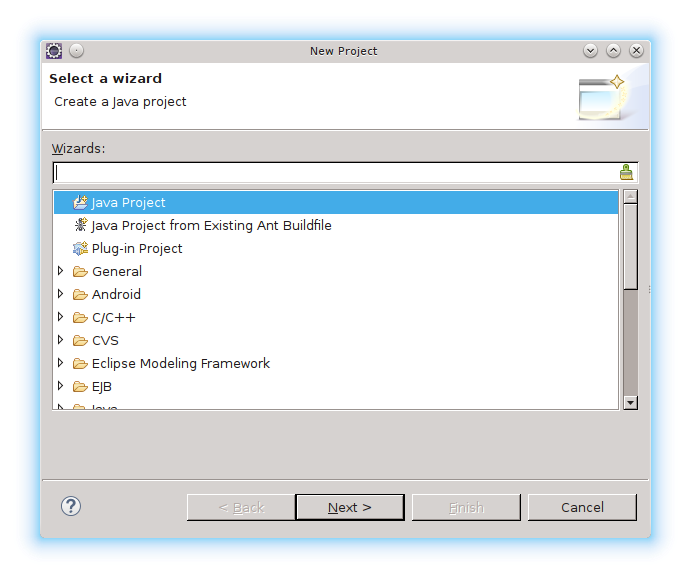 New Project
Select a wizard
Create a Java project
Wizards:
Java Project
Java Project from Existing Ant Buildfile
Plug-in Project
General
Android
C/C++
CVS
Eclipse Modeling Framework
EJB
Java
? < Back Next > Finish Cancel